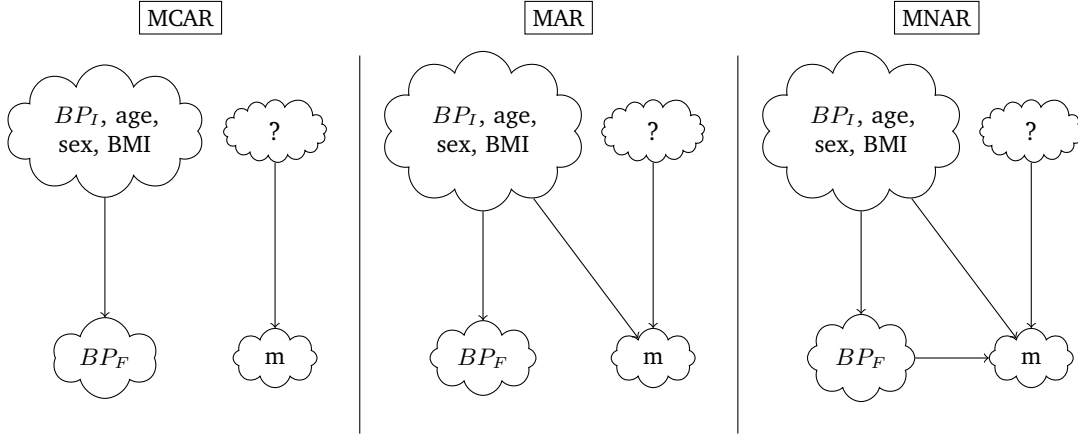 MCAR
MAR
MNAR
BP_I, age,
sex, BMI
?
BP_F
m
BP_I, age,
sex, BMI
?
BP_F
m
BP_I, age,
sex, BMI
?
BP_F
m